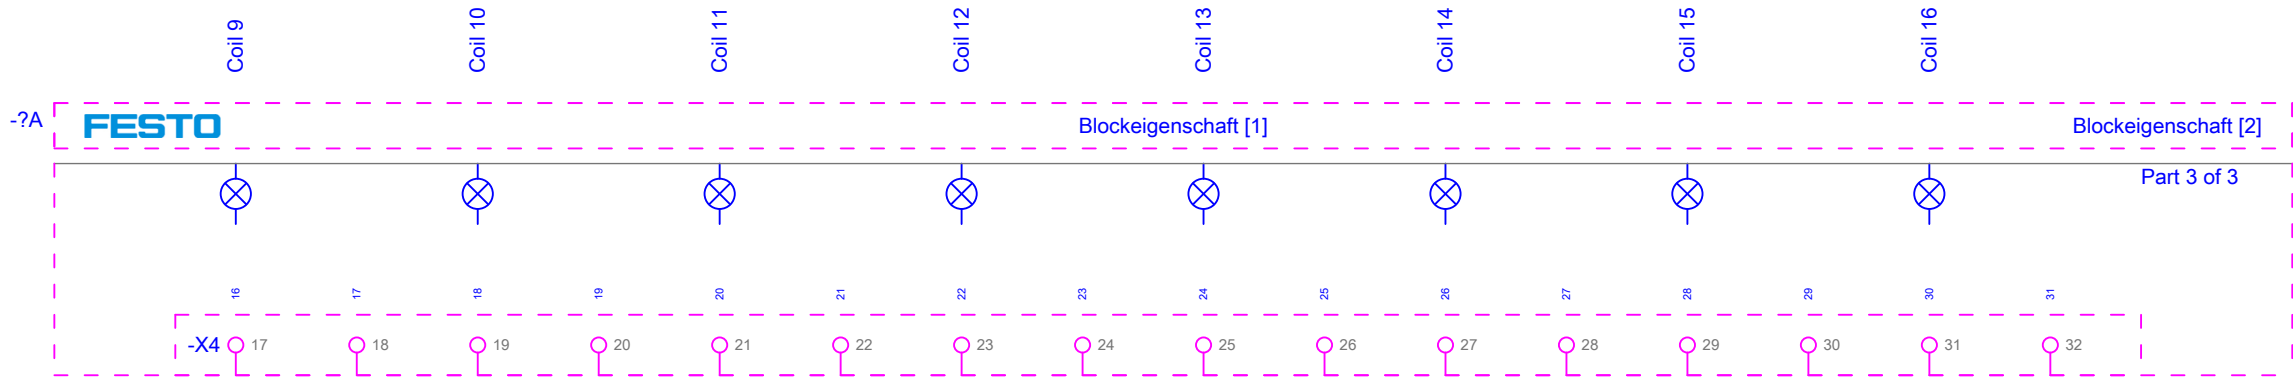 Coil 9 Coil 10 Coil 11 Coil 12 Coil 13 Coil 14 Coil 15 Coil 16
-?A FESTO Blockeigenschaft [1] Blockeigenschaft [2]
Part 3 of 3
16 17 18 19 20 21 22 23 24 25 26 27 28 29 30 31
-X4 17 18 19 20 21 22 23 24 25 26 27 28 29 30 31 32